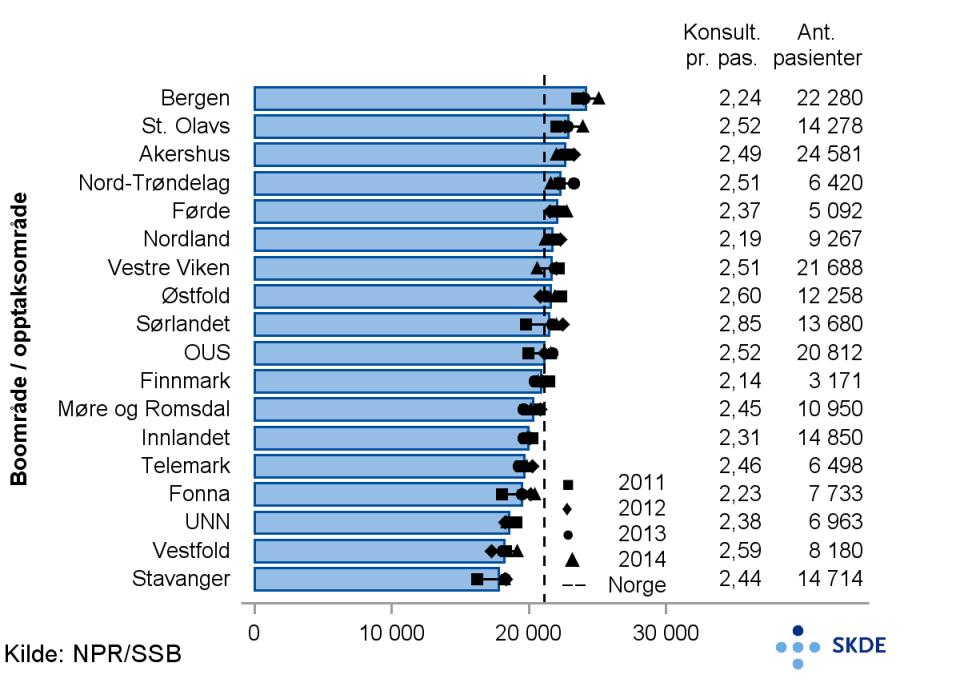 Konsult. Ant.
pr. pas. pasienter
Boområde / opptaksområde
Bergen 2,24 22 280
St. Olavs 2,52 14 278
Akershus 2,49 24 581
Nord-Trøndelag 2,51 6 420
Førde 2,37 5 092
Nordland 2,19 9 267
Vestre Viken 2,51 21 688
Østfold 2,60 12 258
Sørlandet 2,85 13 680
OUS 2,52 20 812
Finnmark 2,14 3 171
Møre og Romsdal 2,45 10 950
Innlandet 2,31 14 850
Telemark 2,46 6 498
Fonna 2,23 7 733
UNN 2,38 6 963
Vestfold 2,59 8 180
Stavanger 2,44 14 714
2011
2012
2013
2014
Norge
0 10 000 20 000 30 000
Kilde: NPR/SSB
SKDE